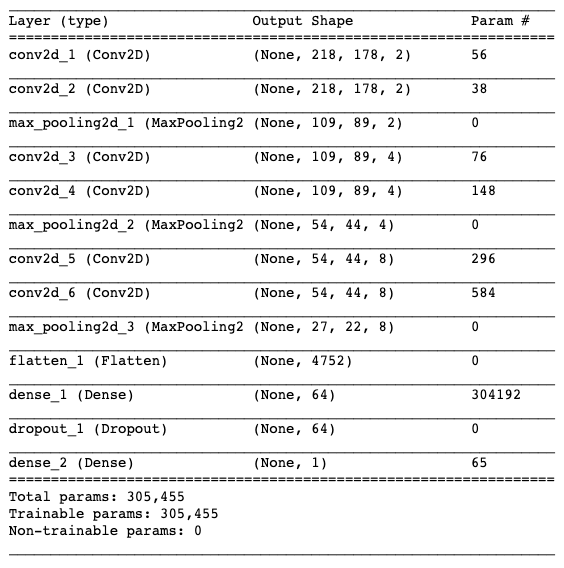 Layer (type) Output Shape Param #
=================================================================
conv2d_1 (Conv2D) (None, 218, 178, 2) 56
conv2d_2 (Conv2D) (None, 218, 178, 2) 38
max_pooling2d_1 (MaxPooling2 (None, 109, 89, 2) 0
conv2d_3 (Conv2D) (None, 109, 89, 4) 76
conv2d_4 (Conv2D) (None, 109, 89, 4) 148
max_pooling2d_2 (MaxPooling2 (None, 54, 44, 4) 0
conv2d_5 (Conv2D) (None, 54, 44, 8) 296
conv2d_6 (Conv2D) (None, 54, 44, 8) 584
max_pooling2d_3 (MaxPooling2 (None, 27, 22, 8) 0
flatten_1 (Flatten) (None, 4752) 0
dense_1 (Dense) (None, 64) 304192
dropout_1 (Dropout) (None, 64) 0
dense_2 (Dense) (None, 1) 65
=================================================================
Total params: 305,455
Trainable params: 305,455
Non-trainable params: 0